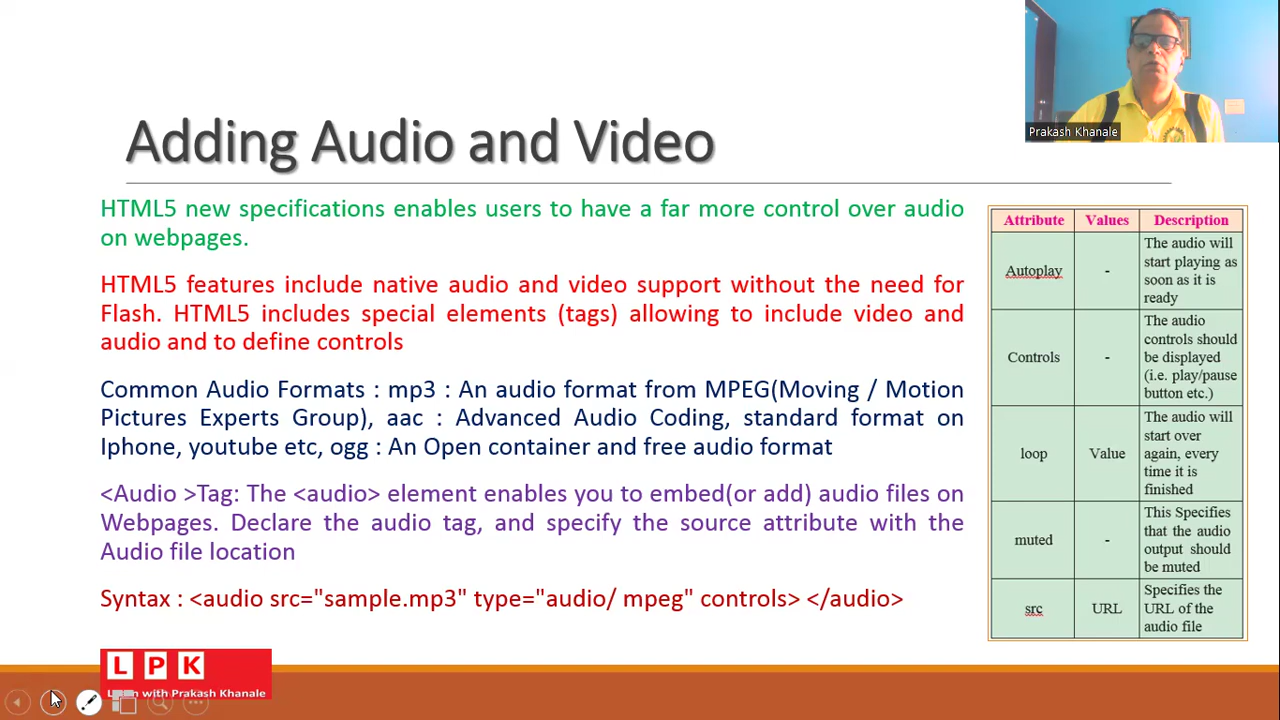 Prakash Khanale
Adding Audio and Video
HTML5 new specifications enables users to have a far more control over audio
on webpages.
HTML5 features include native audio and video support without the need for
Flash. HTML5 includes special elements (tags) allowing to include video and
audio and to define controls
Common Audio Formats : mp3 : An audio format from MPEG(Moving / Motion
Pictures Experts Group), aac : Advanced Audio Coding, standard format on
Iphone, youtube etc, ogg : An Open container and free audio format
<Audio >Tag: The <audio> element enables you to embed(or add) audio files on
Webpages. Declare the audio tag, and specify the source attribute with the
Audio file location
Syntax : <audio src="sample.mp3" type="audio/ mpeg" controls> </audio>
Attribute Values Description
Autoplay - The audio will
start playing as
soon as it is
ready
Controls - The audio
controls should
be displayed
(i.e. play/pause
button etc.)
loop Value The audio will
start over
again, every
time it is
finished
muted - This Specifies
that the audio
output should
be muted
src URL Specifies the
URL of the
audio file
L P K
with Prakash Khanale